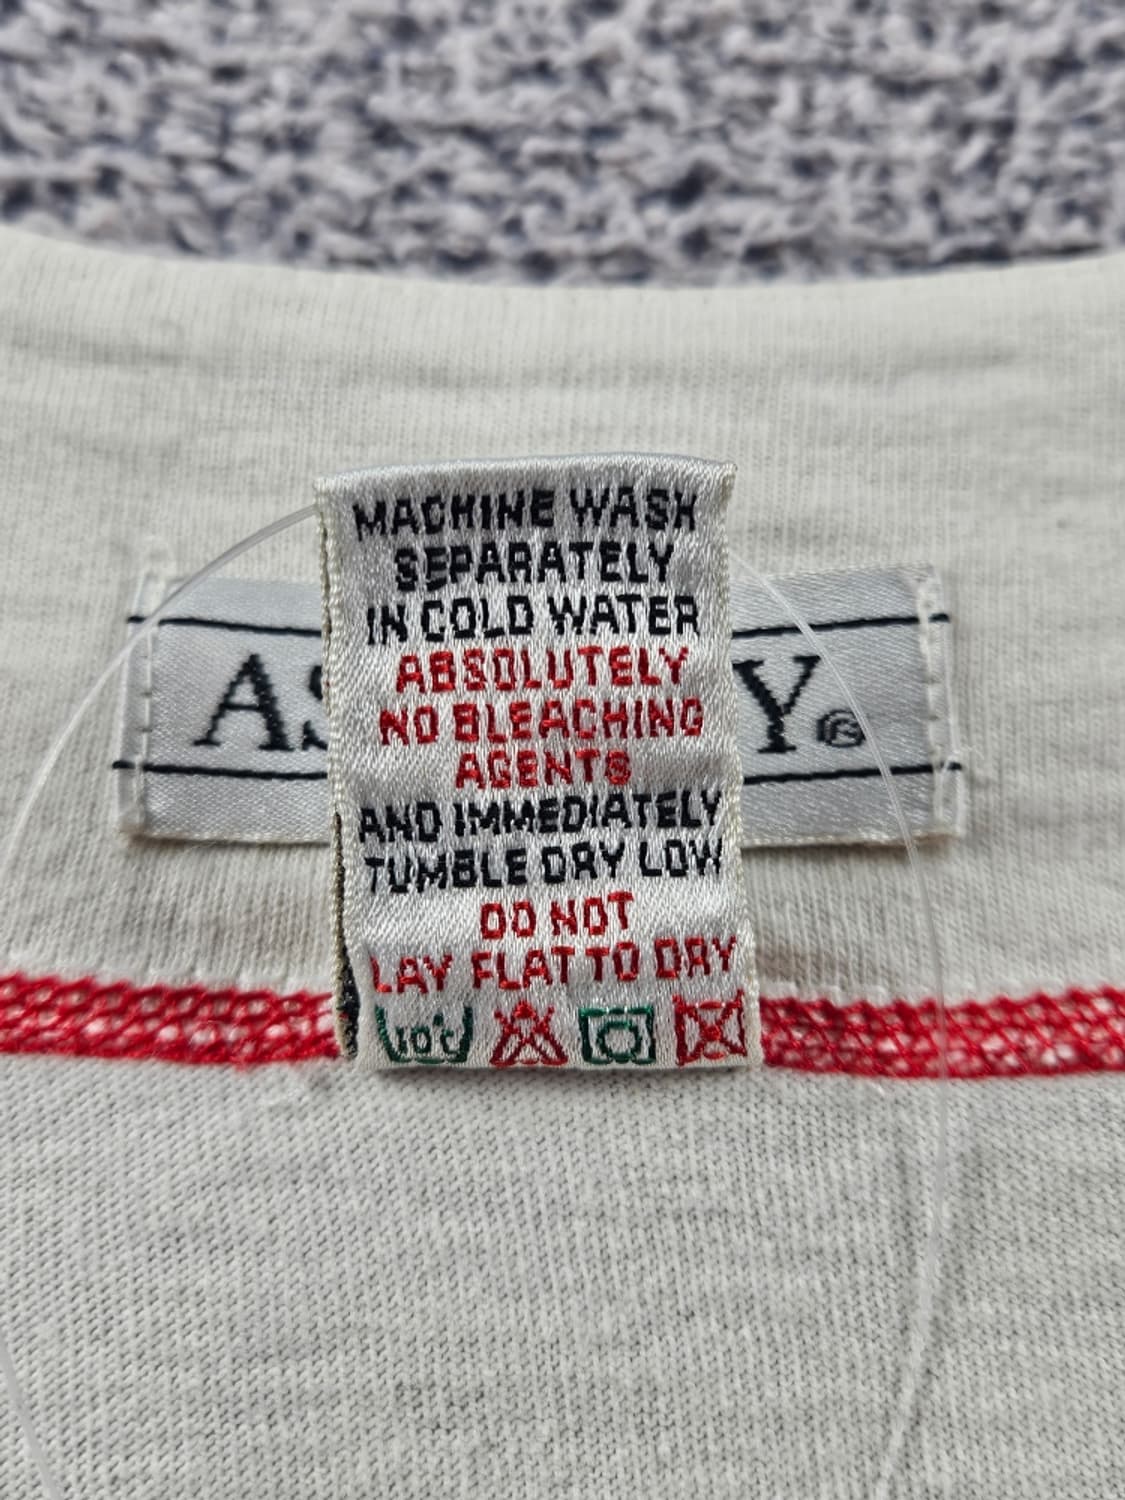 MACHINE WASH
SEPARATELY
IN COLD WATER
ABSOLUTELY
NO BLEACHING
AGENTS
AND IMMEDIATELY
TUMBLE DRY LOW
DO NOT
LAY FLAT TO DRY
10°C